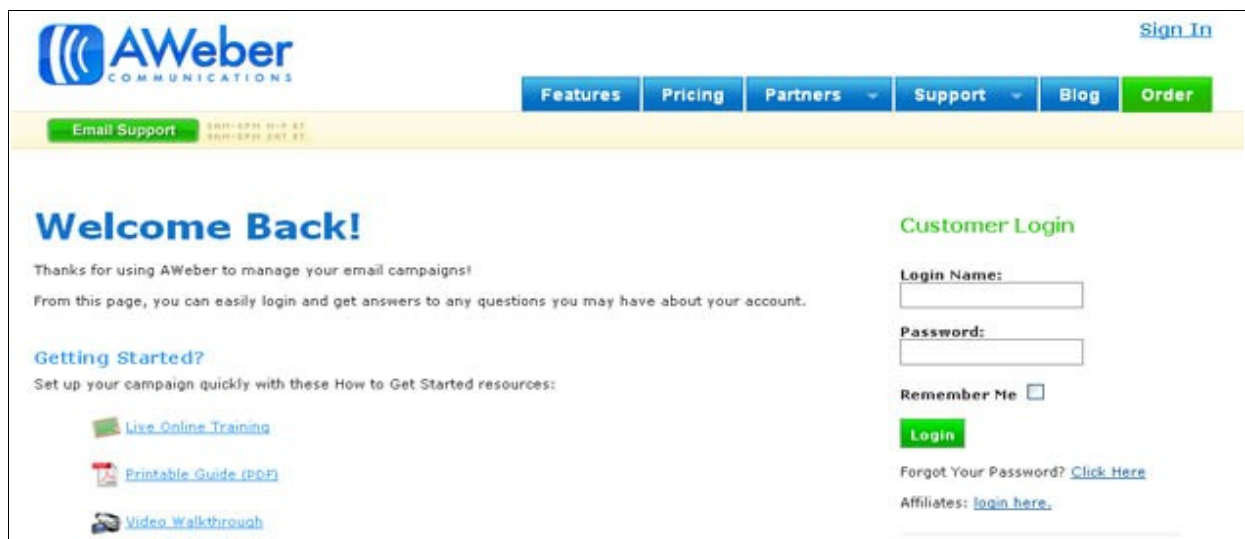 AWeber
COMMUNICATIONS
Sign In
Features Pricing Partners Support Blog Order
Email Support
Welcome Back!
Thanks for using AWeber to manage your email campaigns!
From this page, you can easily login and get answers to any questions you may have about your account.
Getting Started?
Set up your campaign quickly with these How to Get Started resources:
Live Online Training
Printable Guide (PDF)
Video Walkthrough
Customer Login
Login Name:
Password:
Remember Me
Login
Forgot Your Password? Click Here
Affiliates: login here.